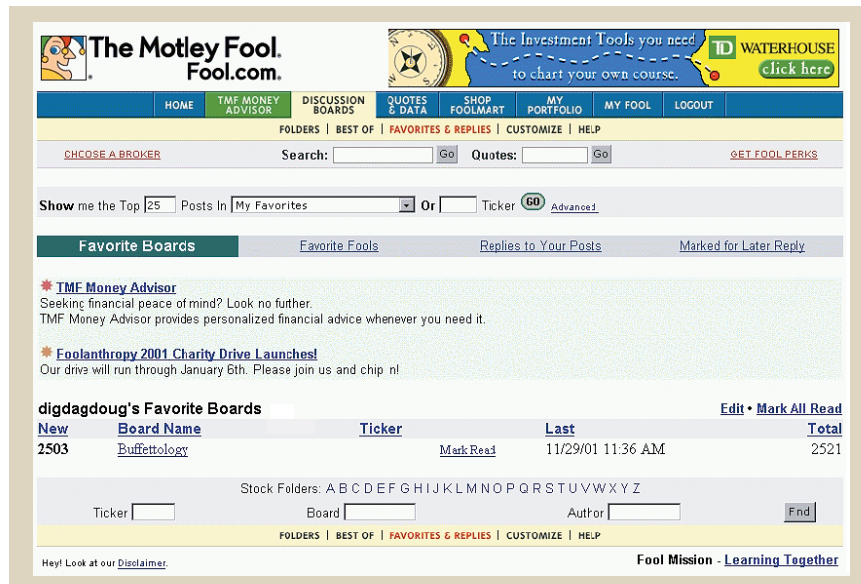 The Motley Fool.
Fool.com.
The Investment Tools you need
to chart your own course.
TD WATERHOUSE
click here
HOME TMF MONEY ADVISOR DISCUSSION BOARDS QUOTES & DATA SHOP FOOLMART MY PORTFOLIO MY FOOL LOGOUT
FOLDERS | BEST OF | FAVORITES & REPLIES | CUSTOMIZE | HELP
CHOOSE A BROKER Search: Go Quotes: Go GET FOOL PERKS
Show me the Top 25 Posts In My Favorites Or Ticker GO Advanced
Favorite Boards Favorite Fools Replies to Your Posts Marked for Later Reply
TMF Money Advisor
Seeking financial peace of mind? Look no further.
TMF Money Advisor provides personalized financial advice whenever you need it.
Foolanthropy 2001 Charity Drive Launches!
Our drive will run through January 6th. Please join us and chip in!
digdagdoug's Favorite Boards Edit • Mark All Read
New Board Name Ticker Last Total
2503 Buffettology Mark Read 11/29/01 11:36 AM 2521
Stock Folders: A B C D E F G H I J K L M N O P Q R S T U V W X Y Z
Ticker Board Author Find
FOLDERS | BEST OF | FAVORITES & REPLIES | CUSTOMIZE | HELP
Hey! Look at our Disclaimer. Fool Mission - Learning Together